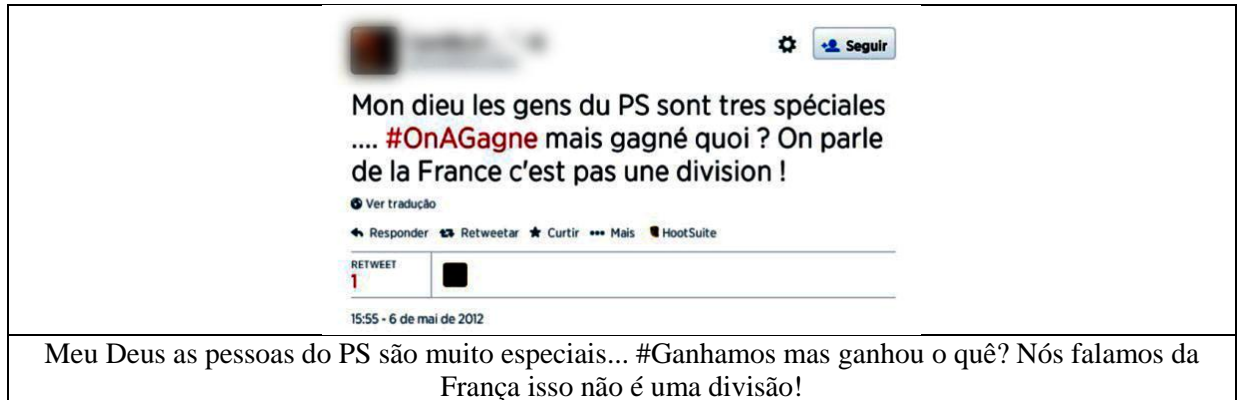 Seguir
Mon dieu les gens du PS sont tres spéciales
.... #OnAGagne mais gagné quoi ? On parle
de la France c'est pas une division !
Ver tradução
Responder Retweetar Curtir ••• Mais HootSuite
RETWEET
1
15:55 - 6 de mai de 2012
Meu Deus as pessoas do PS são muito especiais... #Ganhamos mas ganhou o quê? Nós falamos da
França isso não é uma divisão!